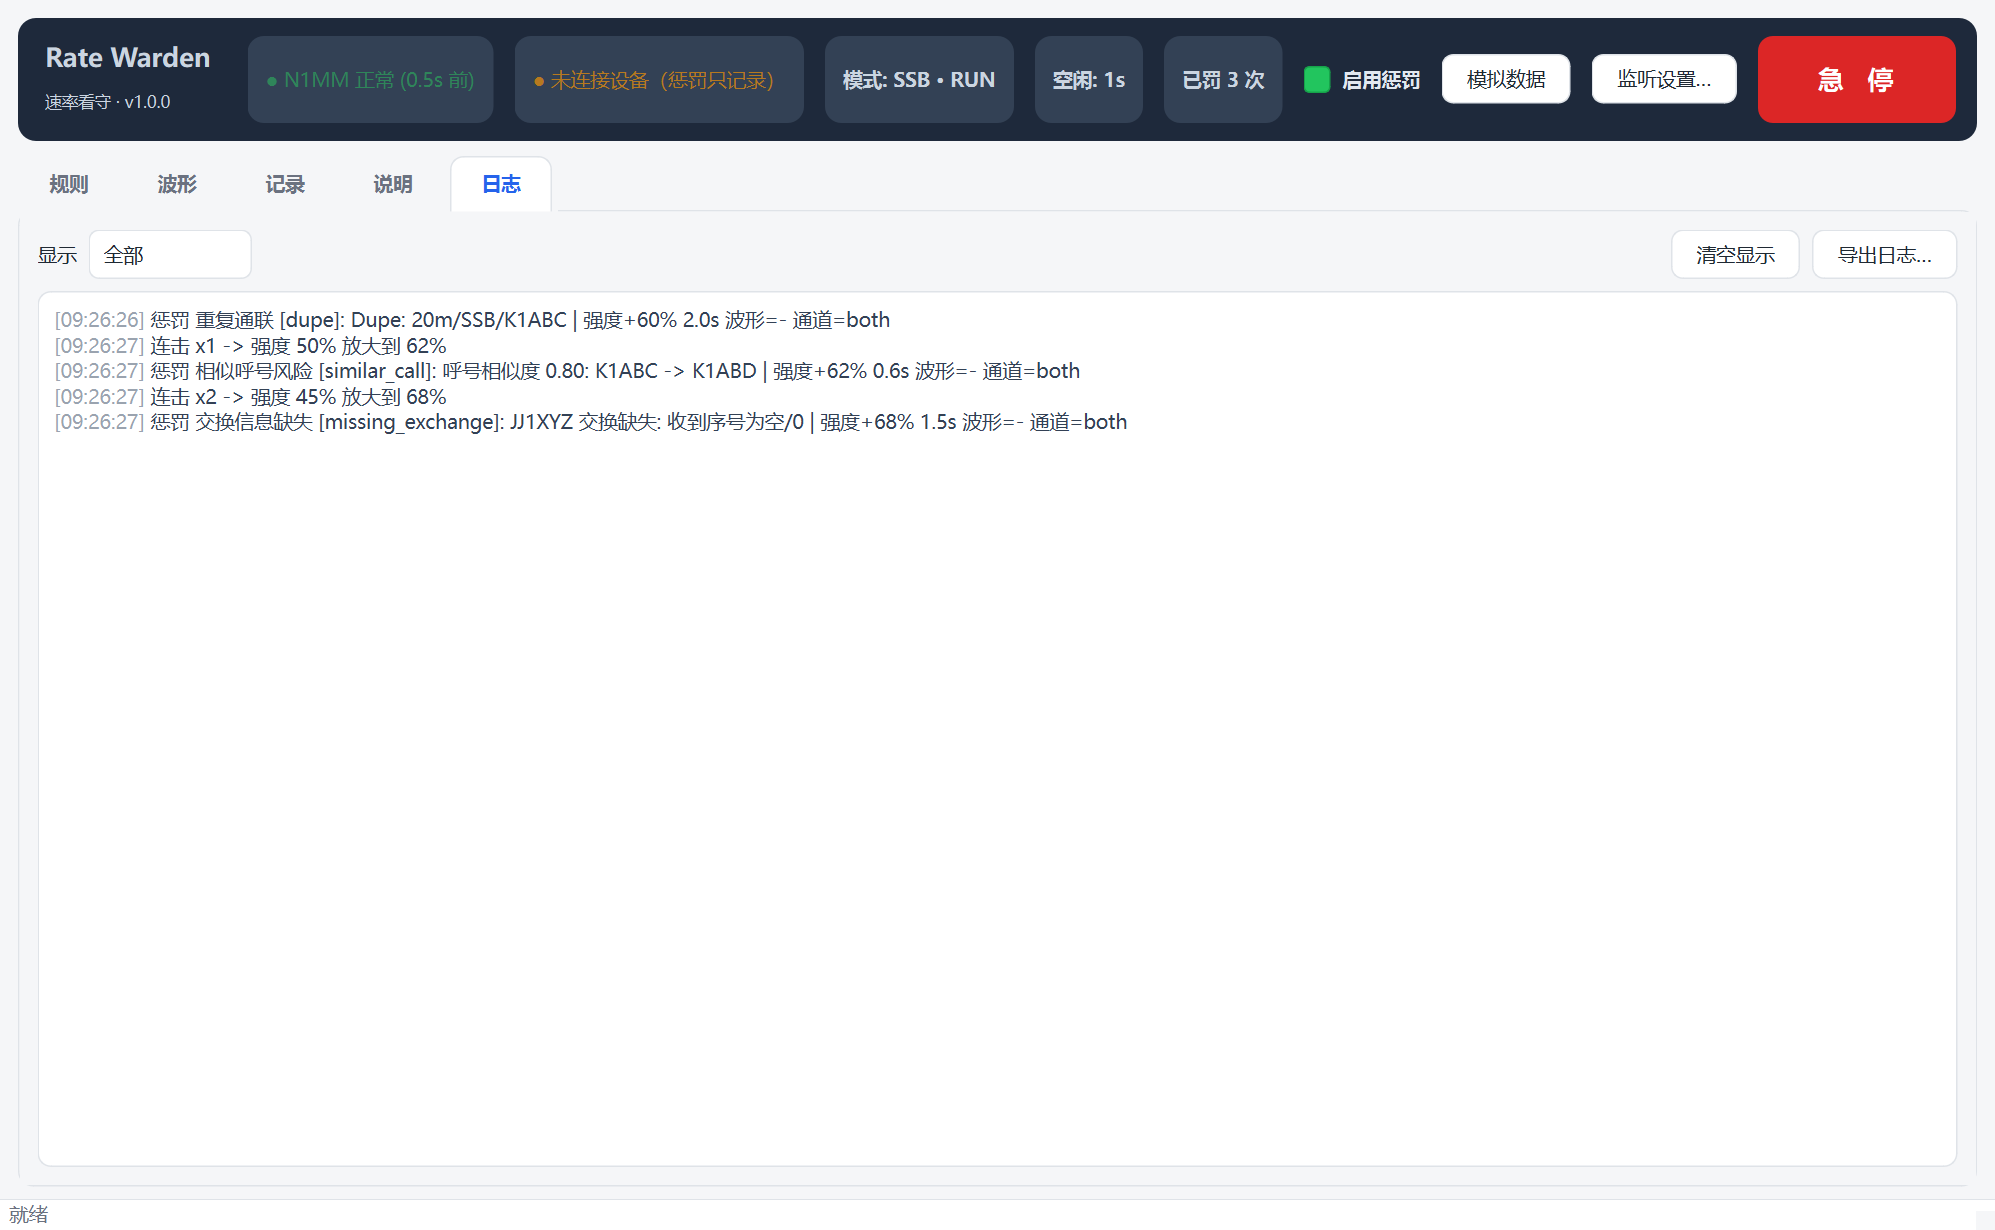 Rate Warden
速率看守 · v1.0.0
● N1MM 正常 (0.5s 前)
● 未连接设备（惩罚只记录）
模式: SSB • RUN
空闲: 1s
已罚 3 次
启用惩罚
模拟数据
监听设置...
急 停
规则
波形
记录
说明
日志
显示
全部
清空显示
导出日志...
[09:26:26] 惩罚 重复通联 [dupe]: Dupe: 20m/SSB/K1ABC | 强度+60% 2.0s 波形=- 通道=both
[09:26:27] 连击 x1 -> 强度 50% 放大到 62%
[09:26:27] 惩罚 相似呼号风险 [similar_call]: 呼号相似度 0.80: K1ABC -> K1ABD | 强度+62% 0.6s 波形=- 通道=both
[09:26:27] 连击 x2 -> 强度 45% 放大到 68%
[09:26:27] 惩罚 交换信息缺失 [missing_exchange]: JJ1XYZ 交换缺失: 收到序号为空/0 | 强度+68% 1.5s 波形=- 通道=both
就绪